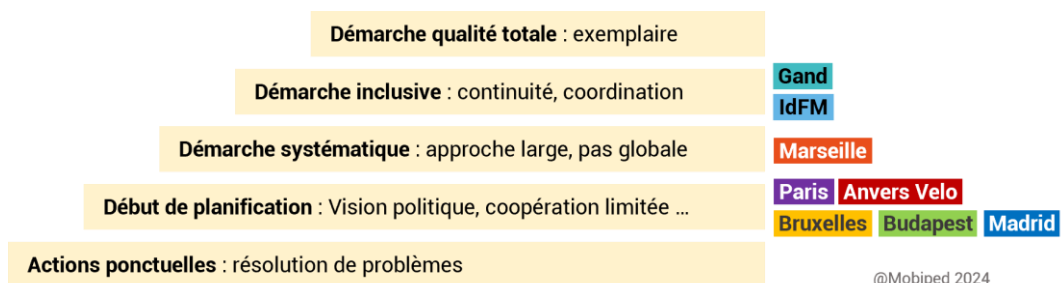 Démarche qualité totale : exemplaire
Démarche inclusive : continuité, coordination
Gand
IdFM
Démarche systématique : approche large, pas globale
Marseille
Début de planification : Vision politique, coopération limitée ...
Paris Anvers Velo
Bruxelles Budapest Madrid
Actions ponctuelles : résolution de problèmes
@Mobiped 2024